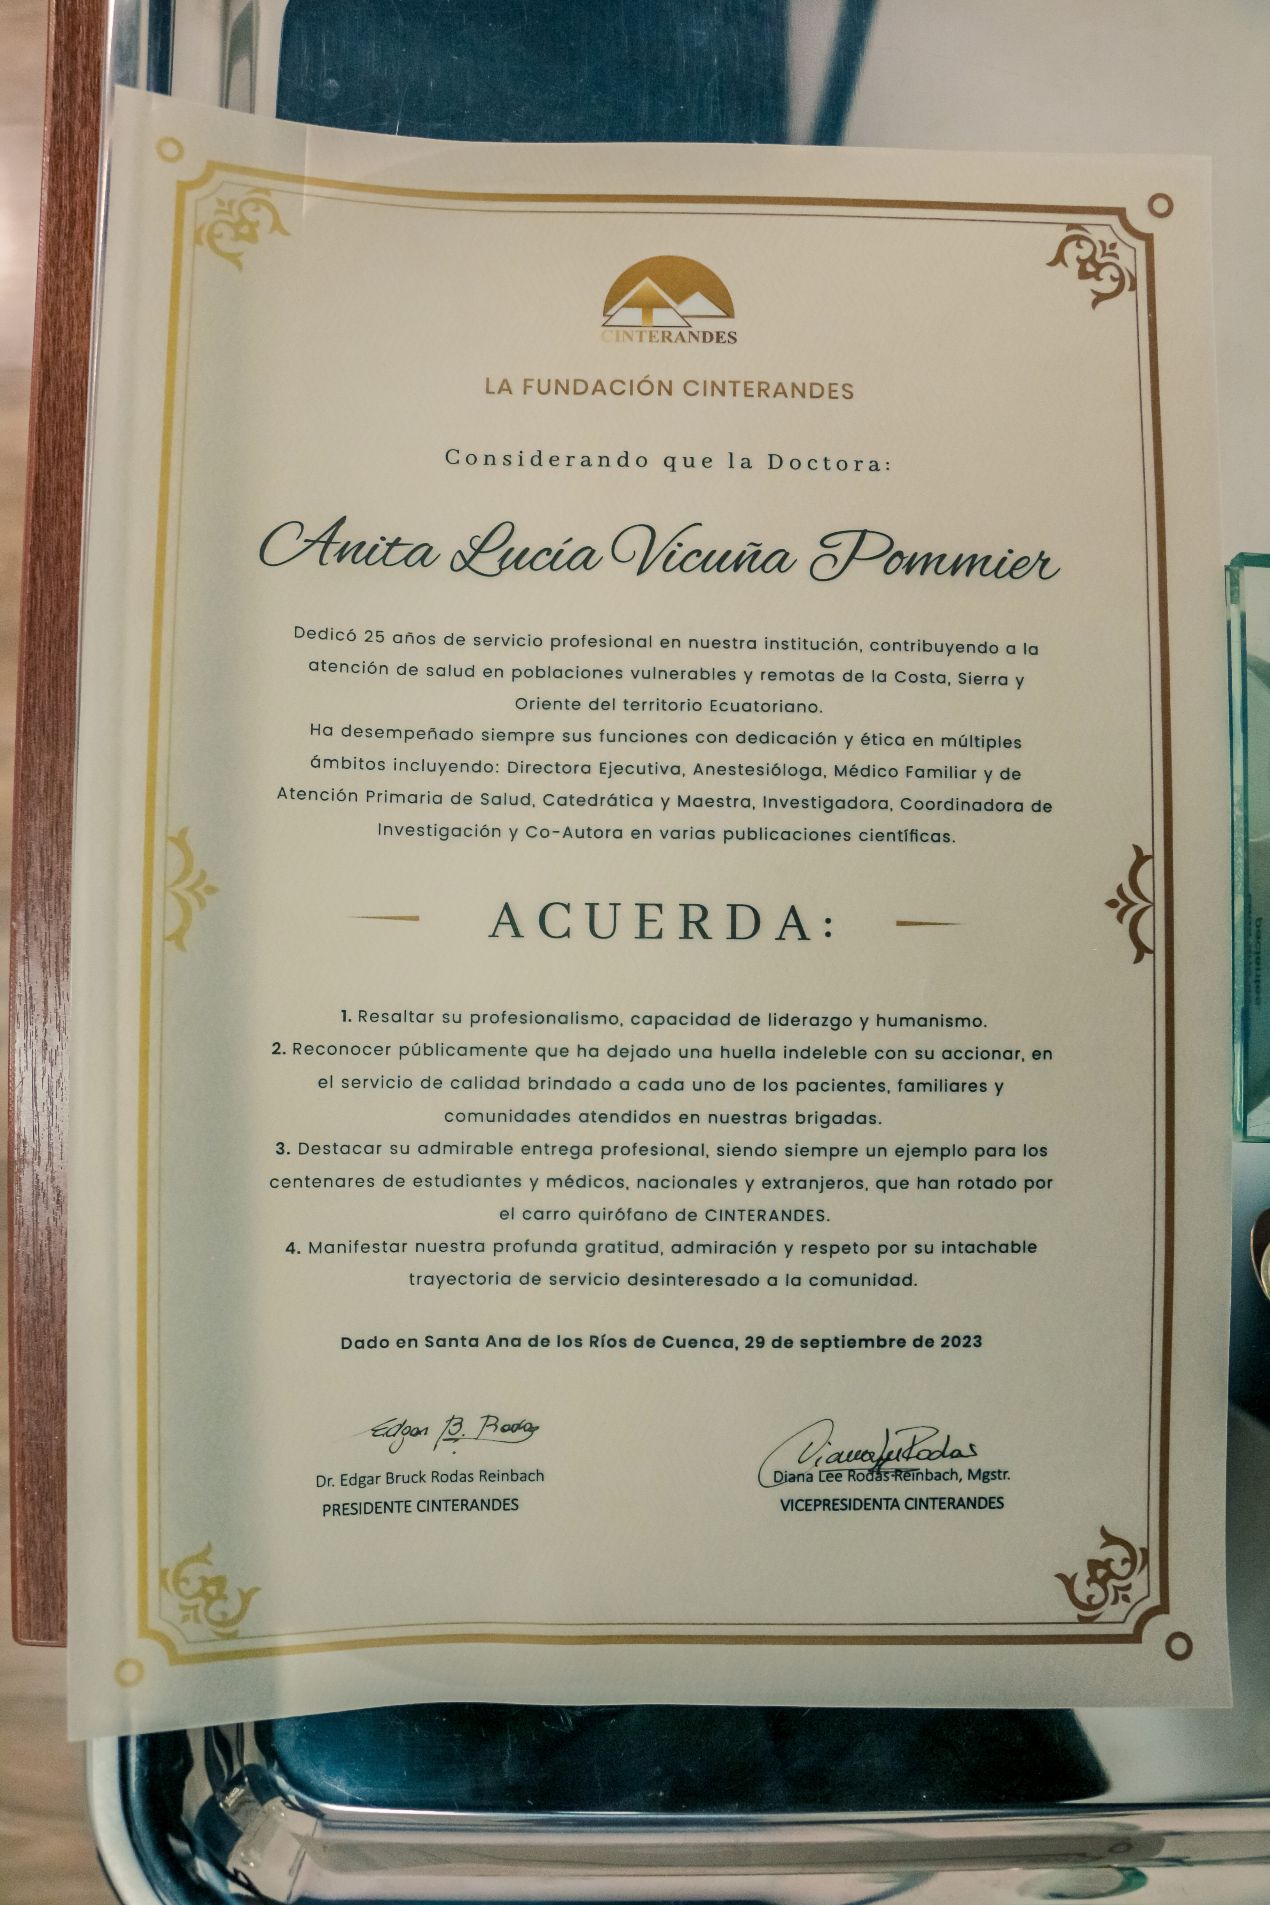 CINTERANDES
LA FUNDACIÓN CINTERANDES
Considerando que la Doctora:
Anita Lucía Vicuña Pommier
Dedicó 25 años de servicio profesional en nuestra institución, contribuyendo a la
atención de salud en poblaciones vulnerables y remotas de la Costa, Sierra y
Oriente del territorio Ecuatoriano.
Ha desempeñado siempre sus funciones con dedicación y ética en múltiples
ámbitos incluyendo: Directora Ejecutiva, Anestesióloga, Médico Familiar y de
Atención Primaria de Salud, Catedrática y Maestra, Investigadora, Coordinadora de
Investigación y Co-Autora en varias publicaciones científicas.
ACUERDA:
1. Resaltar su profesionalismo, capacidad de liderazgo y humanismo.
2. Reconocer públicamente que ha dejado una huella indeleble con su accionar, en
el servicio de calidad brindado a cada uno de los pacientes, familiares y
comunidades atendidos en nuestras brigadas.
3. Destacar su admirable entrega profesional, siendo siempre un ejemplo para los
centenares de estudiantes y médicos, nacionales y extranjeros, que han rotado por
el carro quirófano de CINTERANDES.
4. Manifestar nuestra profunda gratitud, admiración y respeto por su intachable
trayectoria de servicio desinteresado a la comunidad.
Dado en Santa Ana de los Ríos de Cuenca, 29 de septiembre de 2023
Edgar B. Rodas
Dr. Edgar Bruck Rodas Reinbach
PRESIDENTE CINTERANDES
Diana Lee Rodas
Diana Lee Rodas-Reinbach, Mgstr.
VICEPRESIDENTA CINTERANDES